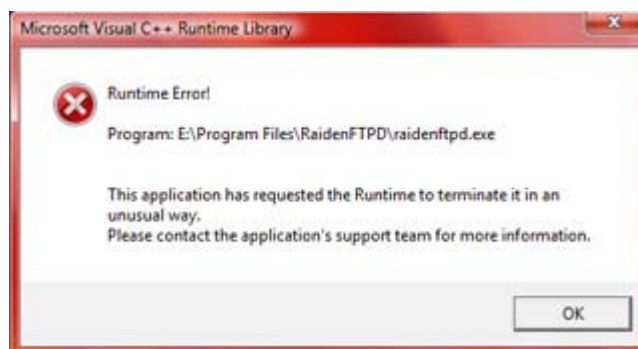 Microsoft Visual C++ Runtime Library
Runtime Error!
Program: E:\Program Files\RaidenFTPD\raidenftpd.exe
This application has requested the Runtime to terminate it in an
unusual way.
Please contact the application's support team for more information.
OK